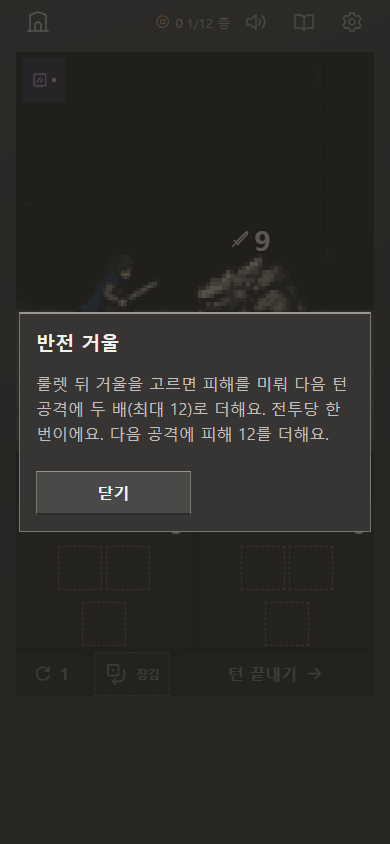 0 1/12 층
9
반전 거울
룰렛 뒤 거울을 고르면 피해를 미뤄 다음 턴
공격에 두 배(최대 12)로 더해요. 전투당 한
번이에요. 다음 공격에 피해 12를 더해요.
닫기
1
잠김
턴 끝내기 →